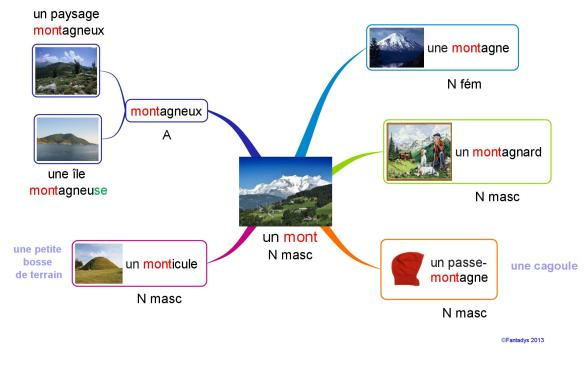 un paysage
montagneux
montagneux
A
une île
montagneuse
une petite
bosse
de terrain
un monticule
N masc
un mont
N masc
une montagne
N fém
un montagnard
N masc
un passe-
montagne
une cagoule
N masc
©Fantadys 2013